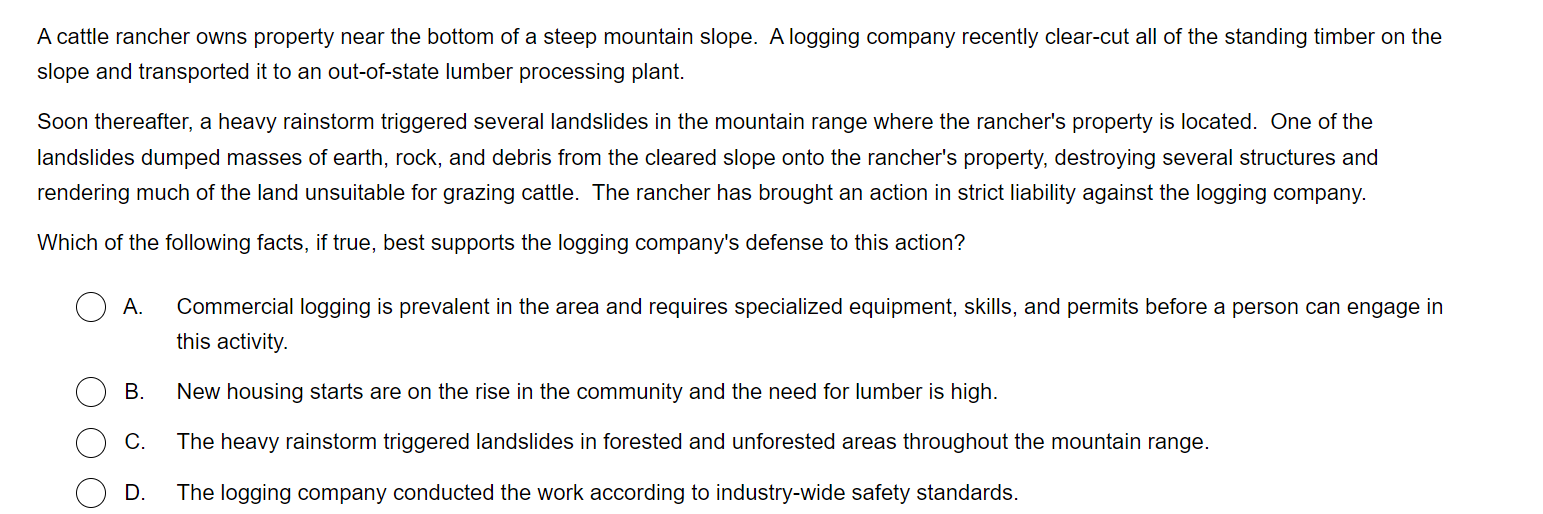 A cattle rancher owns property near the bottom of a steep mountain slope.  A logging company recently clear-cut all of the standing timber on the
slope and transported it to an out-of-state lumber processing plant.
Soon thereafter, a heavy rainstorm triggered several landslides in the mountain range where the rancher's property is located.  One of the
landslides dumped masses of earth, rock, and debris from the cleared slope onto the rancher's property, destroying several structures and
rendering much of the land unsuitable for grazing cattle.  The rancher has brought an action in strict liability against the logging company.
Which of the following facts, if true, best supports the logging company's defense to this action?
A. Commercial logging is prevalent in the area and requires specialized equipment, skills, and permits before a person can engage in
this activity.
B. New housing starts are on the rise in the community and the need for lumber is high.
C. The heavy rainstorm triggered landslides in forested and unforested areas throughout the mountain range.
D. The logging company conducted the work according to industry-wide safety standards.